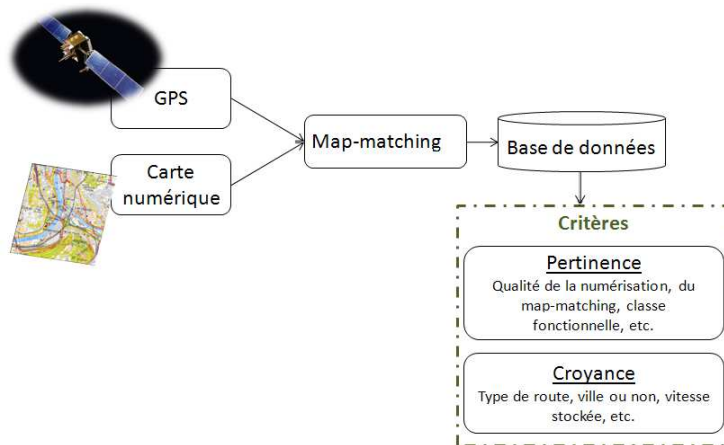 GPS
Carte
numérique
Map-matching
Base de données
Critères
Pertinence
Qualité de la numérisation, du
map-matching, classe
fonctionnelle, etc.
Croyance
Type de route, ville ou non, vitesse
stockée, etc.